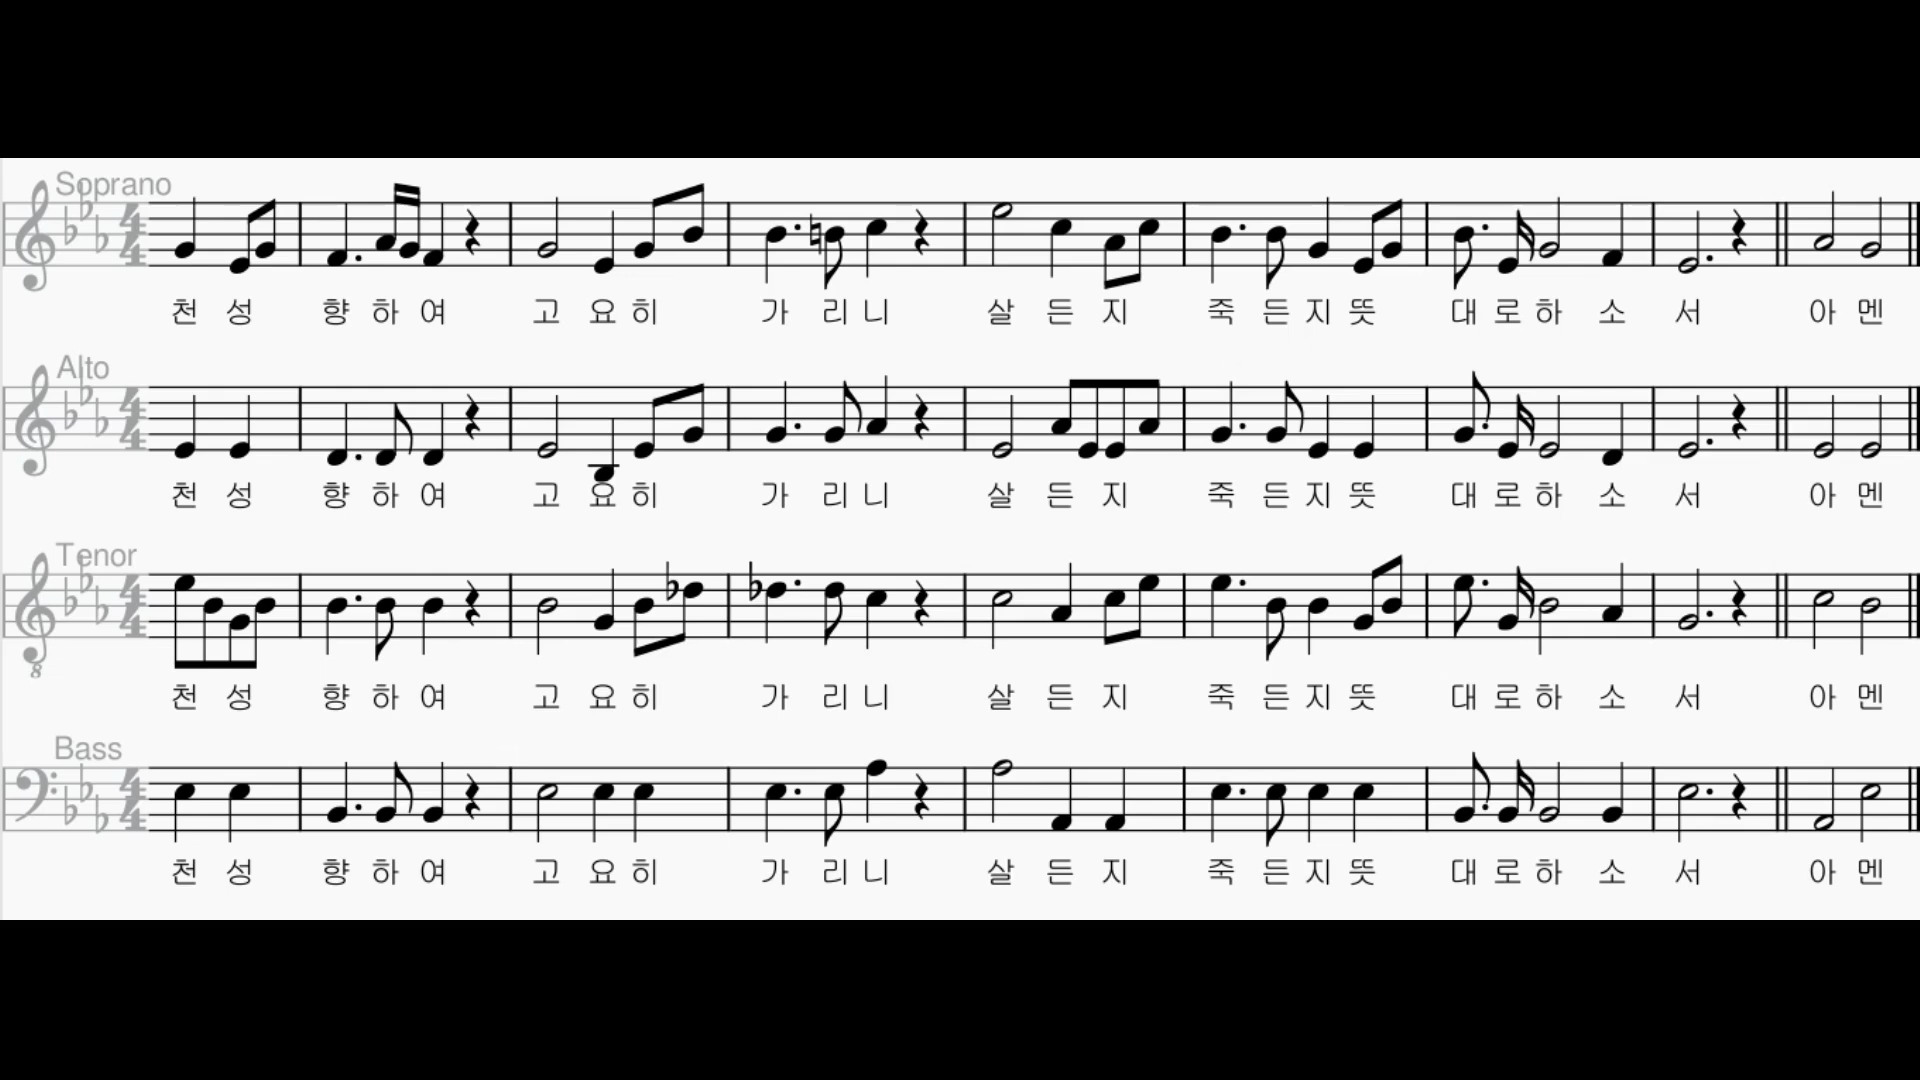 Soprano
천 성 향 하 여 고 요 히 가 리 니 살 든 지 죽 든 지 뜻 대 로 하 소 서 아 멘
Alto
천 성 향 하 여 고 요 히 가 리 니 살 든 지 죽 든 지 뜻 대 로 하 소 서 아 멘
Tenor
8
천 성 향 하 여 고 요 히 가 리 니 살 든 지 죽 든 지 뜻 대 로 하 소 서 아 멘
Bass
천 성 향 하 여 고 요 히 가 리 니 살 든 지 죽 든 지 뜻 대 로 하 소 서 아 멘